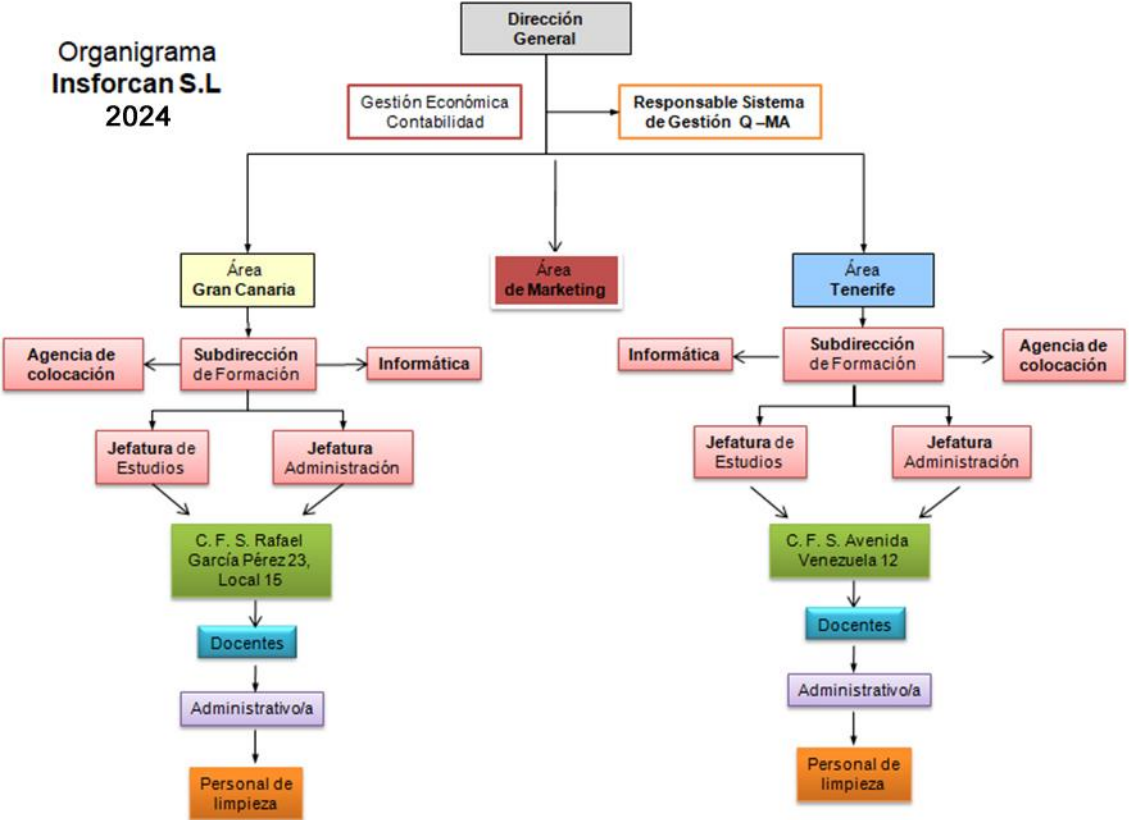 Organigrama
Insforcan S.L
2024
Dirección
General
Gestión Económica
Contabilidad
Responsable Sistema
de Gestión Q –MA
Área
Gran Canaria
Área
de Marketing
Área
Tenerife
Agencia de
colocación
Subdirección
de Formación
Informática
Informática
Subdirección
de Formación
Agencia de
colocación
Jefatura de
Estudios
Jefatura
Administración
Jefatura de
Estudios
Jefatura
Administración
C. F. S. Rafael
García Pérez 23,
Local 15
C. F. S. Avenida
Venezuela 12
Docentes
Docentes
Administrativo/a
Administrativo/a
Personal de
limpieza
Personal de
limpieza